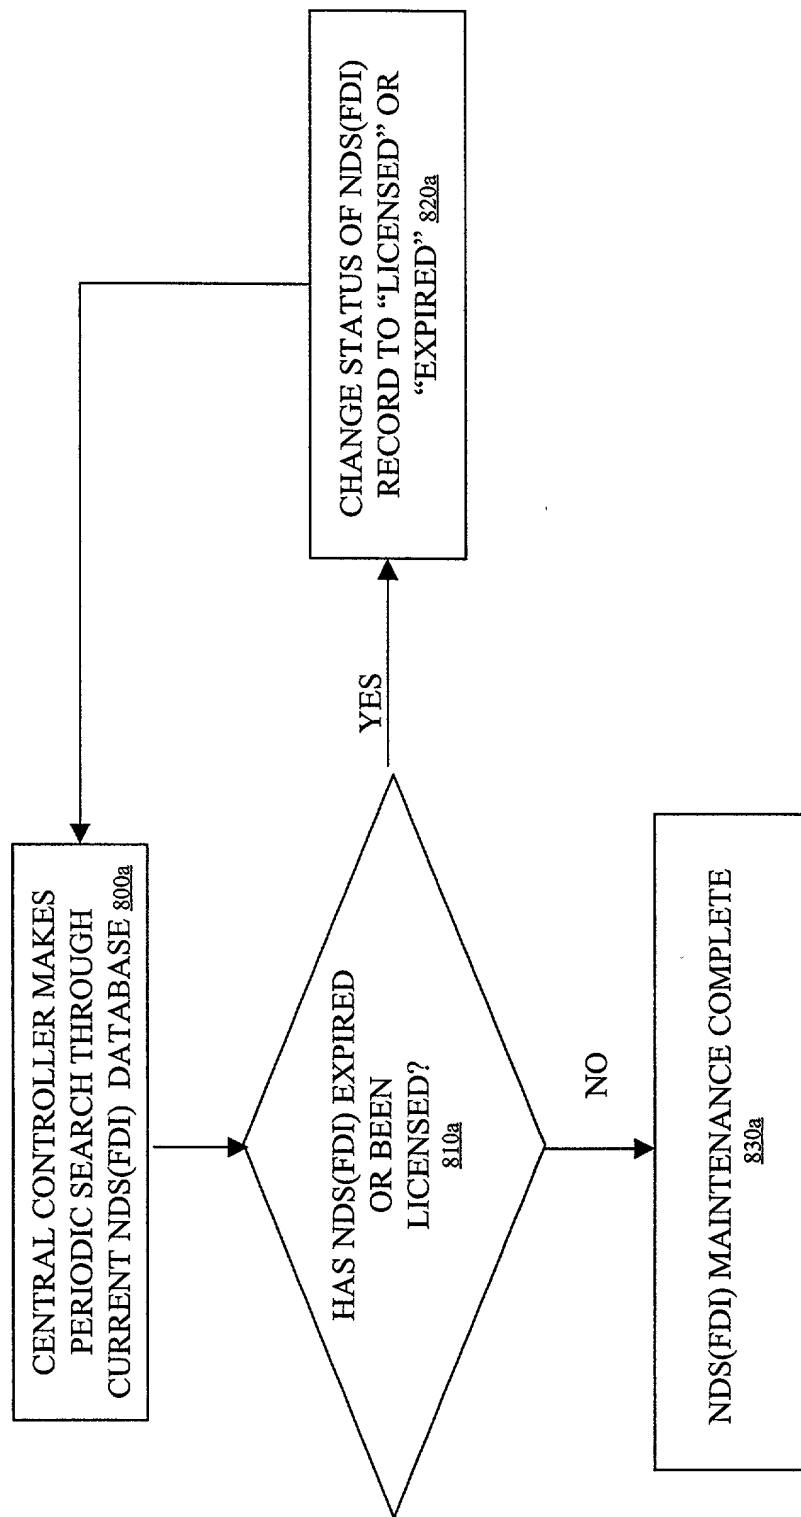 CENTRAL CONTROLLER MAKES
PERIODIC SEARCH THROUGH
CURRENT NDS(FDI) DATABASE 800a
HAS NDS(FDI) EXPIRED
OR BEEN
LICENSED?
810a
YES
CHANGE STATUS OF NDS(FDI)
RECORD TO “LICENSED” OR
“EXPIRED” 820a
NO
NDS(FDI) MAINTENANCE COMPLETE
830a